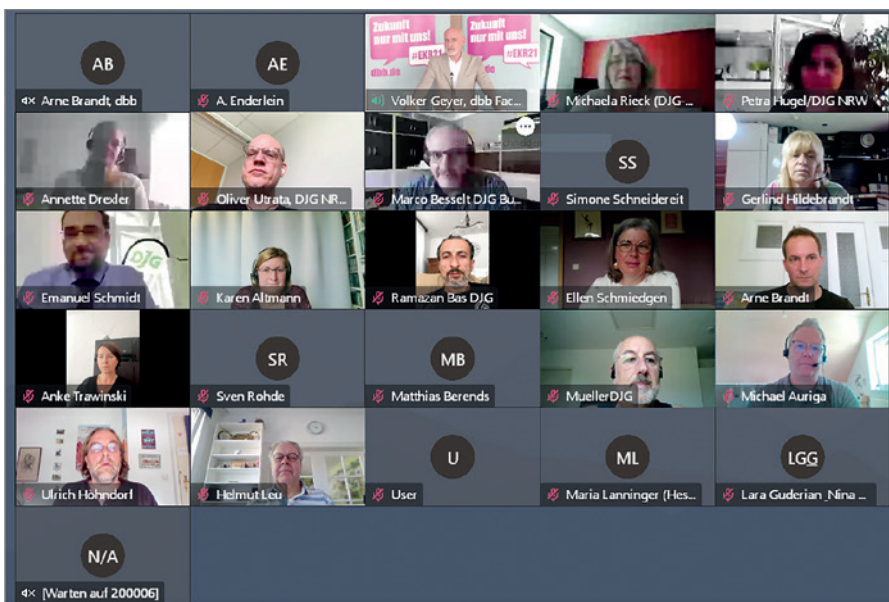 AB
Arne Brandt, dbb
AE
A. Enderlein
Zukunft
nur mit uns!
#EKR21
dbb.de
Zukunft
nur mit uns!
#EKR21
Volker Geyer, dbb Fac...
Michaela Rieck (DJG-...
Petra Hugel/DJG NRW
Annette Drexler
Oliver Utrata, DJG NR...
Marco Besselt DJG Bu...
SS
Simone Schneidereit
Gerlind Hildebrandt
DJG
Emanuel Schmidt
Karen Altmann
Ramazan Bas DJG
Ellen Schmiedgen
Arne Brandt
Anke Trawinski
SR
Sven Rohde
MB
Matthias Berends
MuellerDJG
Michael Auriga
Ulrich Höhndorf
Helmut Leu
U
User
ML
Maria Lanninger (Hes...
LGG
Lara Guderian_Nina ...
N/A
[Warten auf 200006]